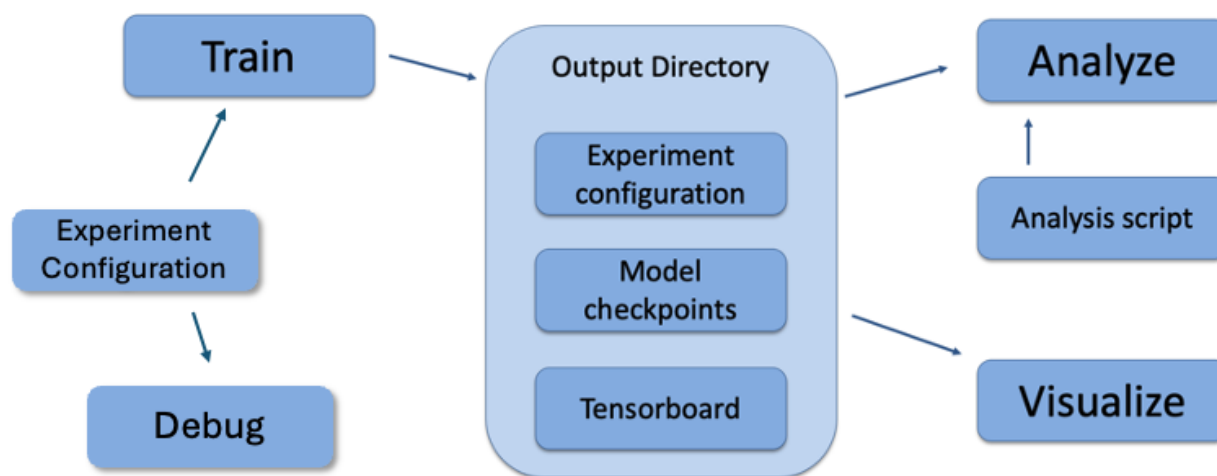 Train
Experiment
Configuration
Debug
Output Directory
Experiment
configuration
Model
checkpoints
Tensorboard
Analyze
Analysis script
Visualize